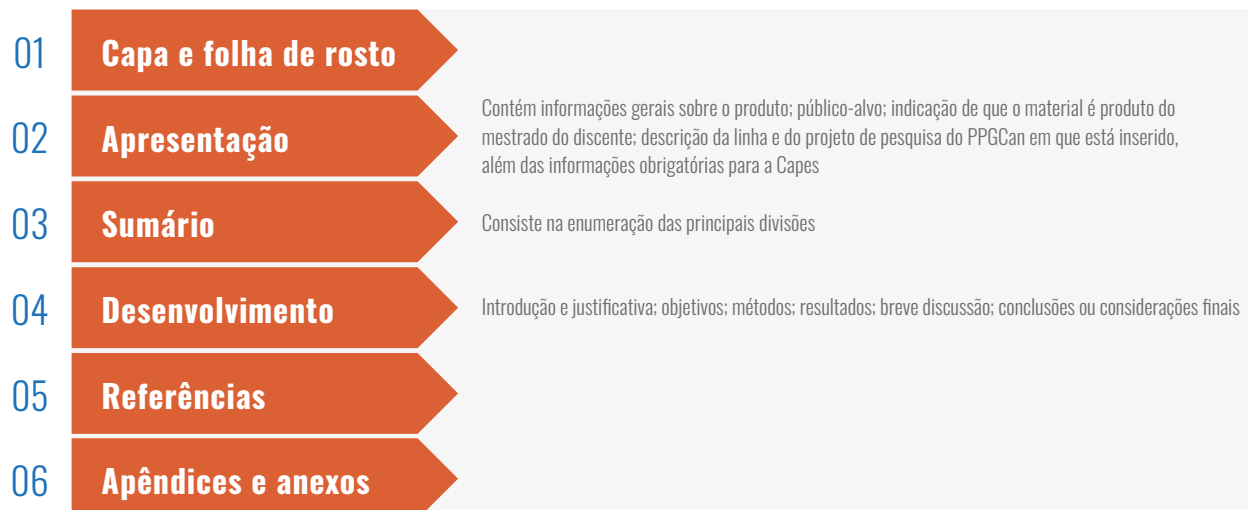 01 Capa e folha de rosto
02 Apresentação
Contém informações gerais sobre o produto; público-alvo; indicação de que o material é produto do
mestrado do discente; descrição da linha e do projeto de pesquisa do PPGCan em que está inserido,
além das informações obrigatórias para a Capes
03 Sumário
Consiste na enumeração das principais divisões
04 Desenvolvimento
Introdução e justificativa; objetivos; métodos; resultados; breve discussão; conclusões ou considerações finais
05 Referências
06 Apêndices e anexos